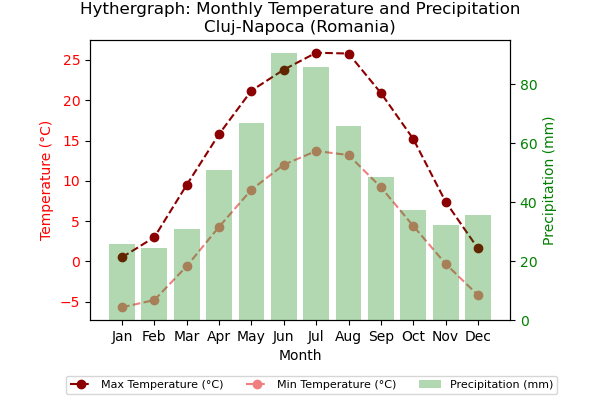 Hythergraph: Monthly Temperature and Precipitation
Cluj-Napoca (Romania)
Temperature (°C)
25
20
15
10
5
0
−5
80
60
40
20
0
Precipitation (mm)
Jan Feb Mar Apr May Jun Jul Aug Sep Oct Nov Dec
Month
Max Temperature (°C) Min Temperature (°C) Precipitation (mm)